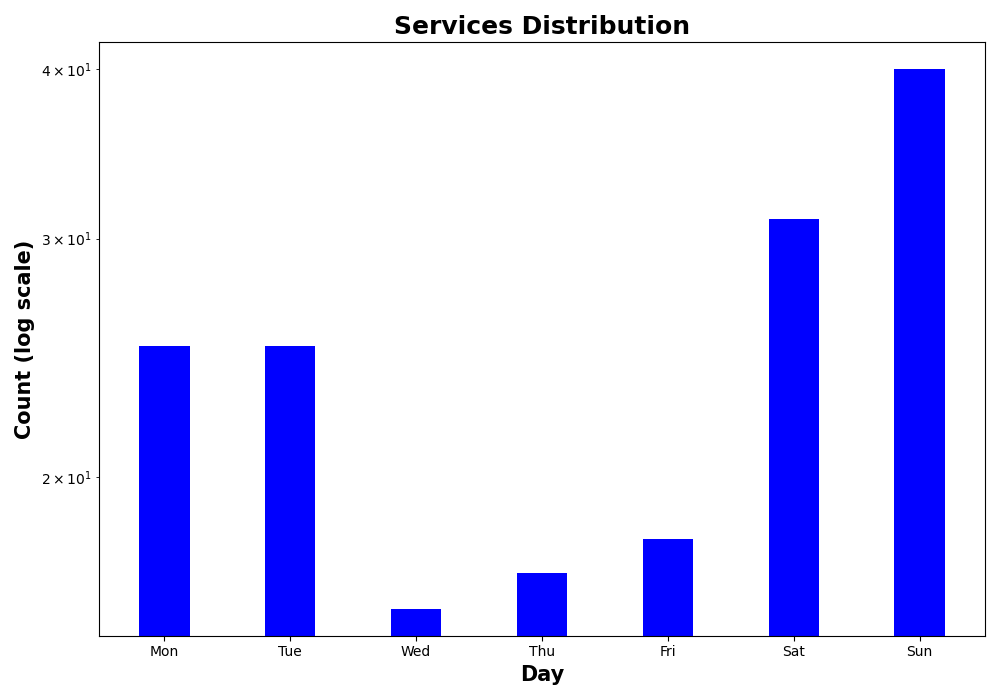 Services Distribution
4 × 10¹
3 × 10¹
2 × 10¹
Count (log scale)
Mon Tue Wed Thu Fri Sat Sun
Day